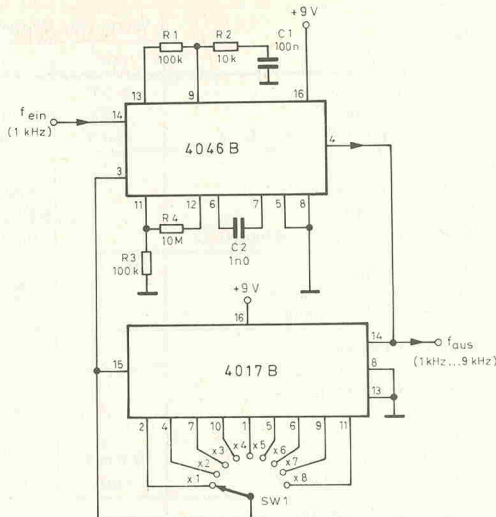 +9V
R1
100k
R2
10k
C1
100n
13
9
16
f ein
(1 kHz)
14
4046 B
4
3
11
12
6
7
5
8
R4
10M
C2
1n0
R3
100k
+9V
16
15
4017 B
14
8
13
f aus
(1kHz...9 kHz)
2
4
7
10
1
5
6
9
11
x1
x2
x3
x4
x5
x6
x7
x8
SW1